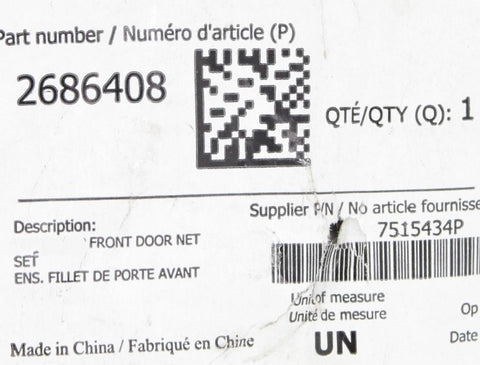 Part number / Numéro d'article (P)
2686408
QTÉ/QTY (Q): 1
Supplier P/N / No article fournisse
7515434P
Description:
FRONT DOOR NET
SET
ENS. FILLET DE PORTE AVANT
Unit of measure
Unité de mesure
UN
Op
Date
Made in China / Fabriqué en Chine